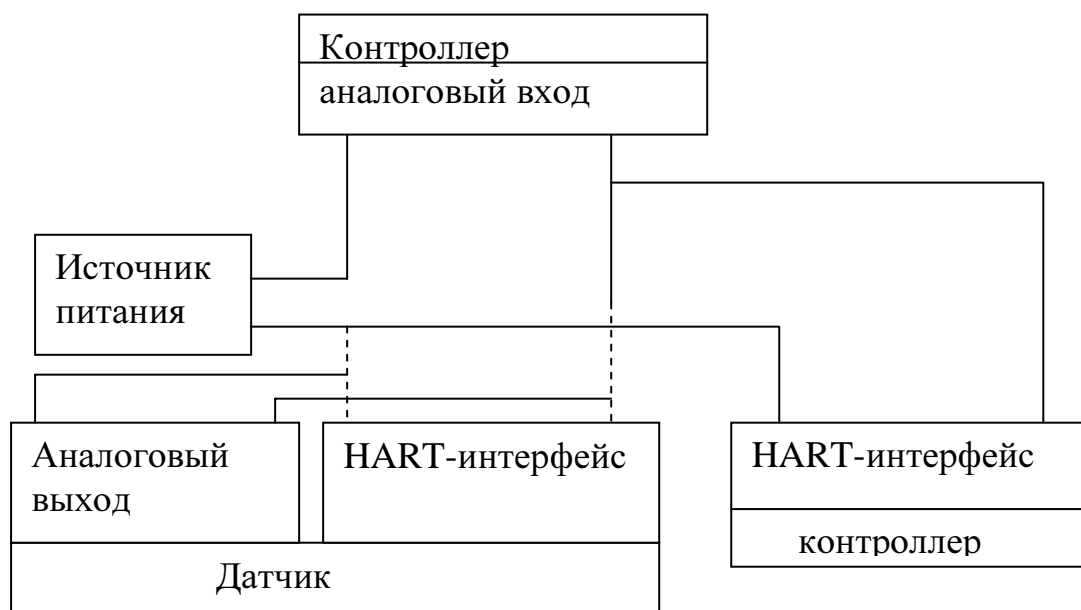 Контроллер
аналоговый вход
Источник
питания
Аналоговый
выход
HART-интерфейс
HART-интерфейс
контроллер
Датчик